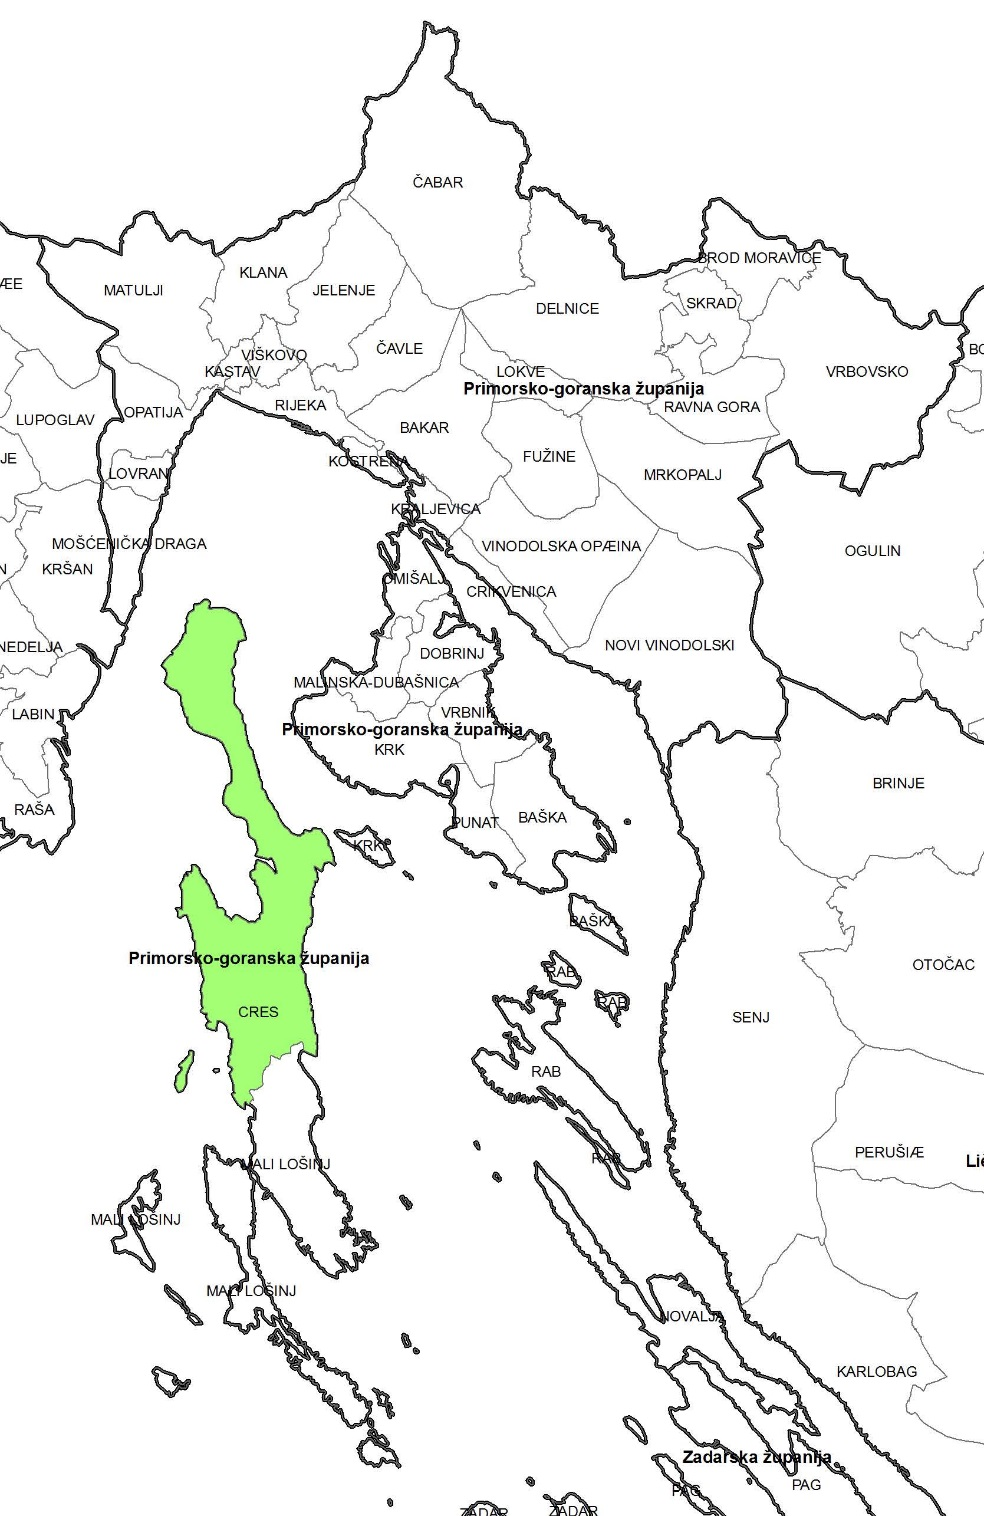 ČABAR
BROD MORAVICE
KLANA
ÆEE
MATULJI
JELENJE
SKRAD
DELNICE
VIŠKOVO
ČAVLE
BO
KASTAV
LOKVE
VRBOVSKO
Primorsko-goranska županija
RIJEKA
RAVNA GORA
OPATIJA
LUPOGLAV
BAKAR
JE
FUŽINE
KOSTRENA
LOVRAN
MRKOPALJ
KRALJEVICA
MOŠĆENIČKA DRAGA
VINODOLSKA OPÆINA
OGULIN
N
KRŠAN
OMIŠALJ
CRIKVENICA
NEDELJA
NOVI VINODOLSKI
DOBRINJ
MALINSKA-DUBAŠNICA
LABIN
VRBNIK
Primorsko-goranska županija
KRK
BRINJE
RAŠA
PUNAT
BAŠKA
KRK
BAŠKA
Primorsko-goranska županija
OTOČAC
RAB
RAB
CRES
SENJ
RAB
PERUŠIÆ
RAB
Lič
MALI LOŠINJ
MALI LOŠINJ
MALI LOŠINJ
NOVALJA
KARLOBAG
Zadarska županija
PAG
PAG
ZADAR
ZADAR